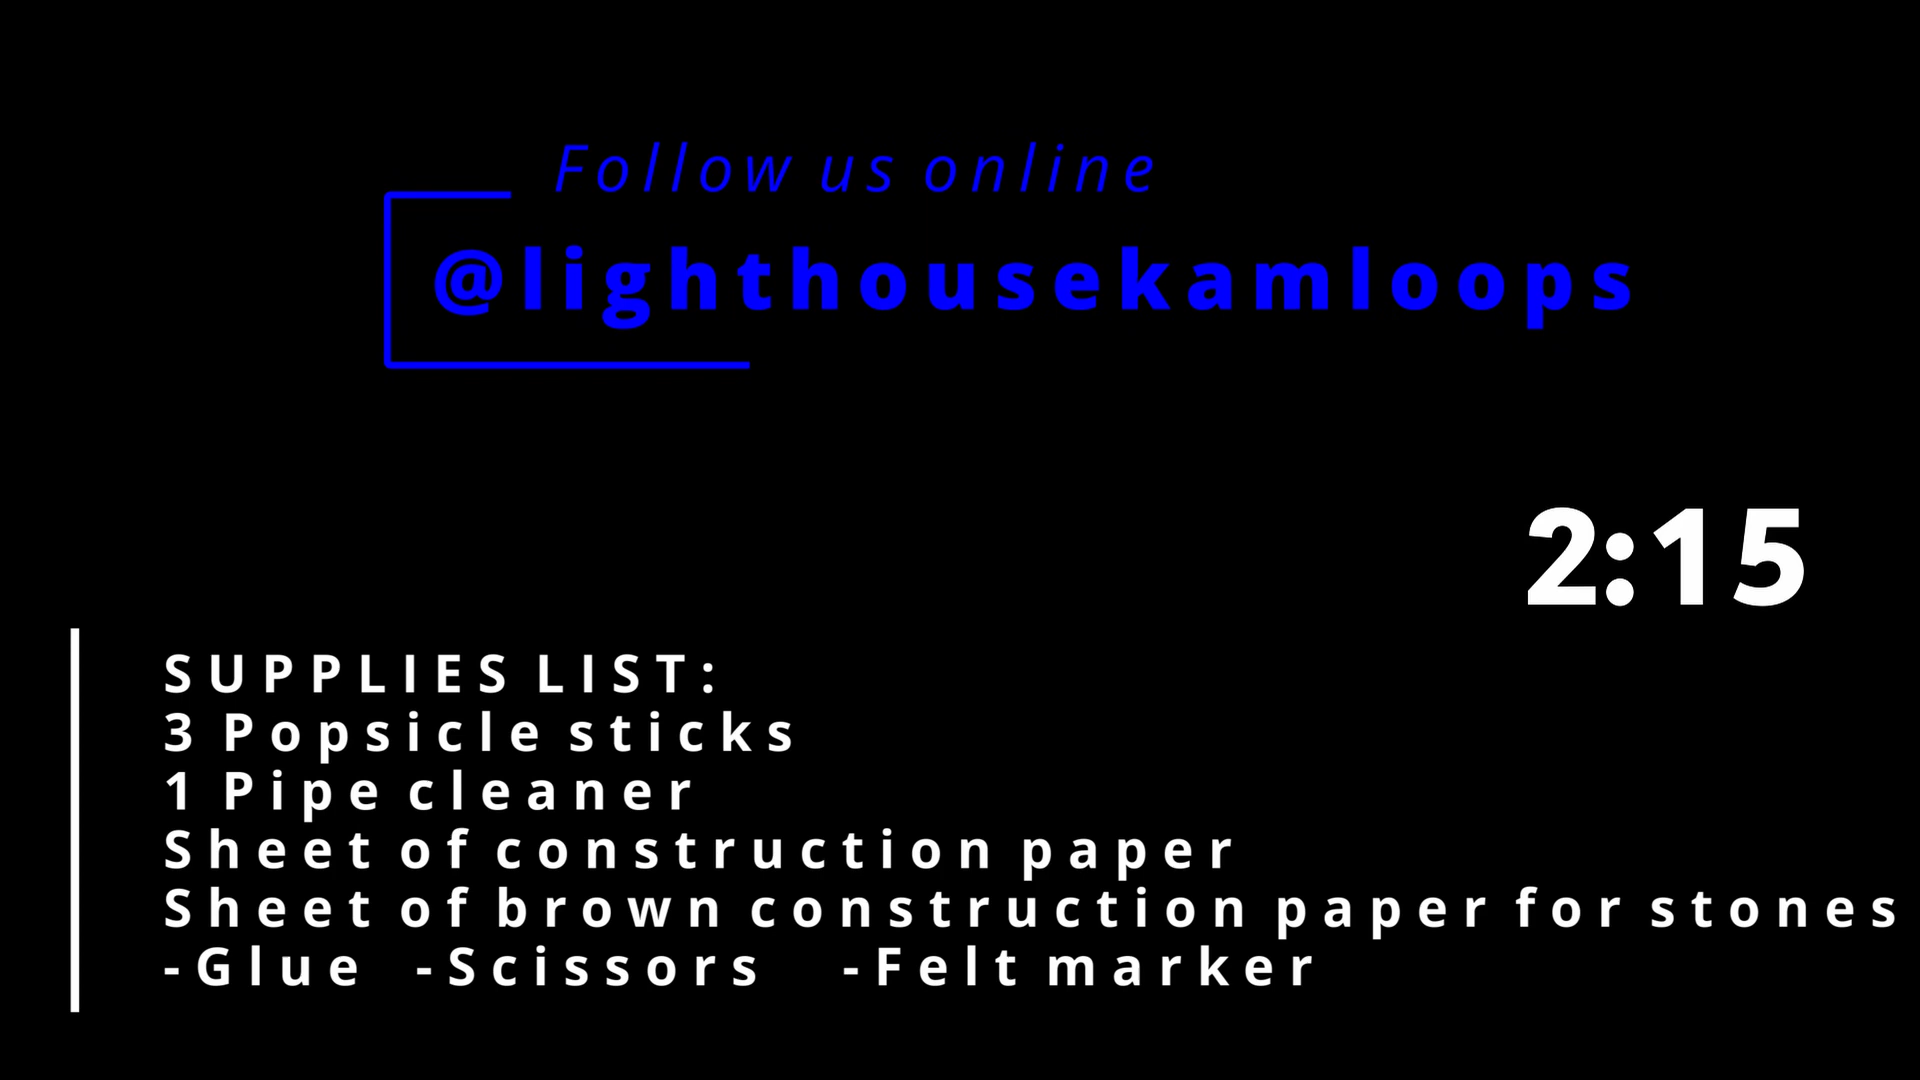 Follow us online
@lighthousekamloops
2:15
SUPPLIES LIST:
3 Popsicle sticks
1 Pipe cleaner
Sheet of construction paper
Sheet of brown construction paper for stones
-Glue -Scissors -Felt marker